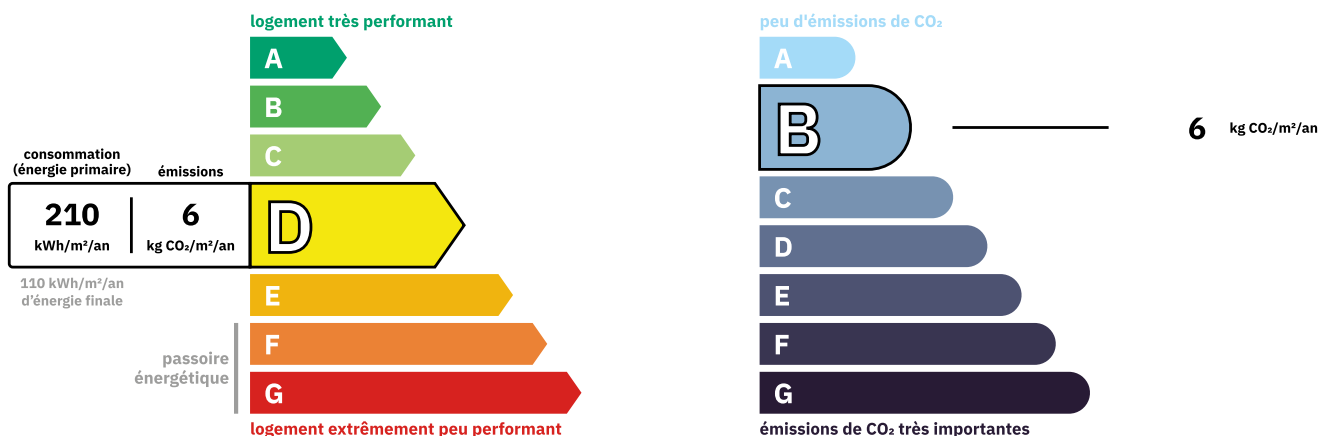 logement très performant
A
B
C
consommation
(énergie primaire)
émissions
210
kWh/m²/an
6
kg CO₂/m²/an
D
110 kWh/m²/an
d'énergie finale
E
passoire
énergétique
F
G
logement extrêmement peu performant
peu d'émissions de CO₂
A
B
6 kg CO₂/m²/an
C
D
E
F
G
émissions de CO₂ très importantes